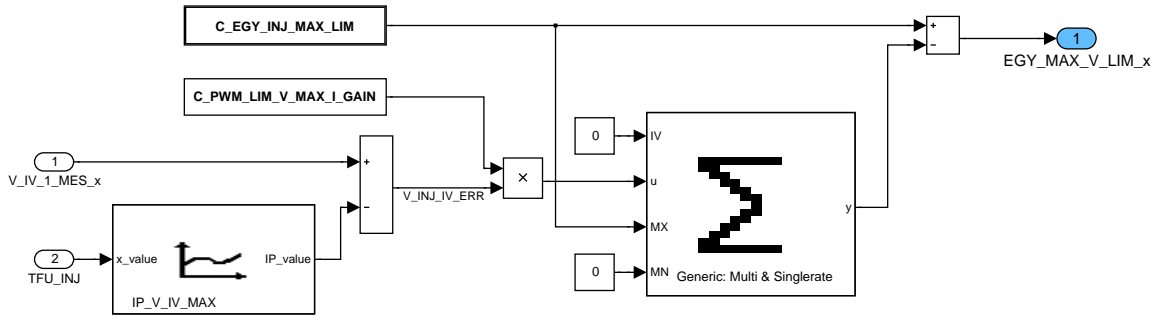 C_EGY_INJ_MAX_LIM
+
−
1
EGY_MAX_V_LIM_x
C_PWM_LIM_V_MAX_I_GAIN
0
IV
1
V_IV_1_MES_x
+
−
V_INJ_IV_ERR
×
u
y
MX
2
TFU_INJ
x_value
IP_value
IP_V_IV_MAX
0
MN
Generic: Multi & Singlerate